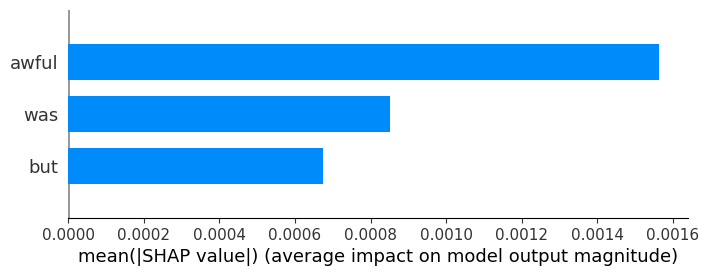 awful
was
but
0.0000 0.0002 0.0004 0.0006 0.0008 0.0010 0.0012 0.0014 0.0016
mean(|SHAP value|) (average impact on model output magnitude)